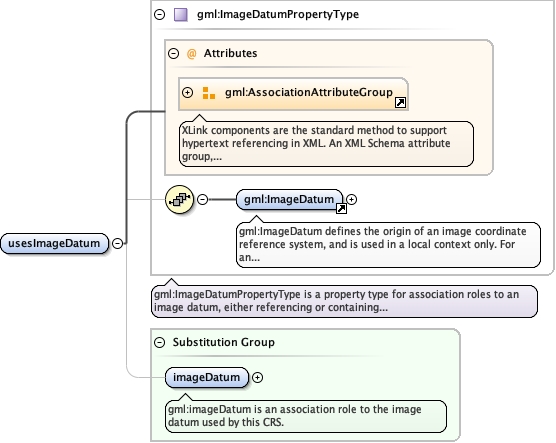 gml:ImageDatumPropertyType
@ Attributes
gml:AssociationAttributeGroup
XLink components are the standard method to support
hypertext referencing in XML. An XML Schema attribute
group,...
gml:ImageDatum
gml:ImageDatum defines the origin of an image coordinate
reference system, and is used in a local context only. For
an...
usesImageDatum
gml:ImageDatumPropertyType is a property type for association roles to an
image datum, either referencing or containing...
Substitution Group
imageDatum
gml:imageDatum is an association role to the image
datum used by this CRS.